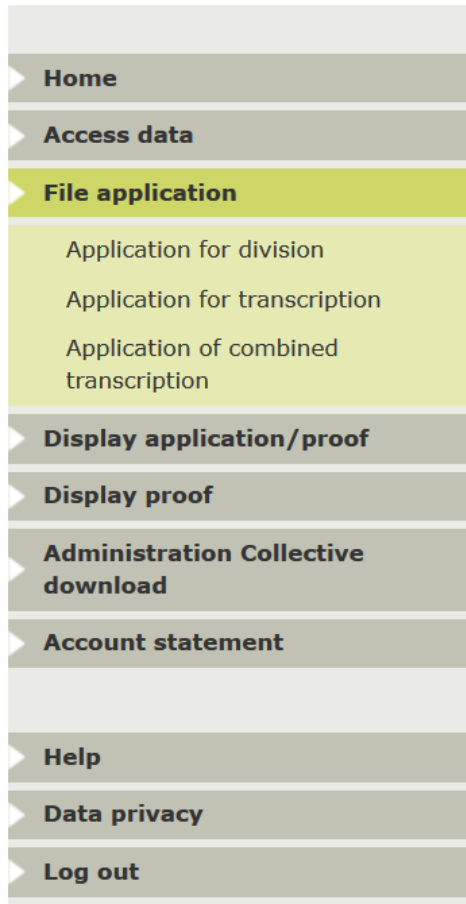 Home
Access data
File application
Application for division
Application for transcription
Application of combined
transcription
Display application/proof
Display proof
Administration Collective
download
Account statement
Help
Data privacy
Log out